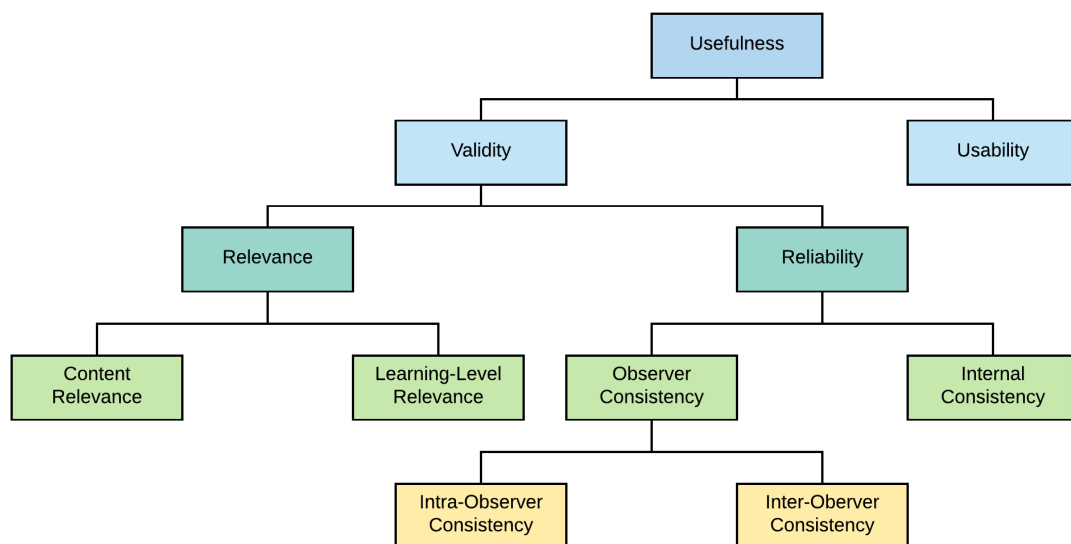 Usefulness
Validity
Usability
Relevance
Reliability
Content
Relevance
Learning-Level
Relevance
Observer
Consistency
Internal
Consistency
Intra-Observer
Consistency
Inter-Oberver
Consistency